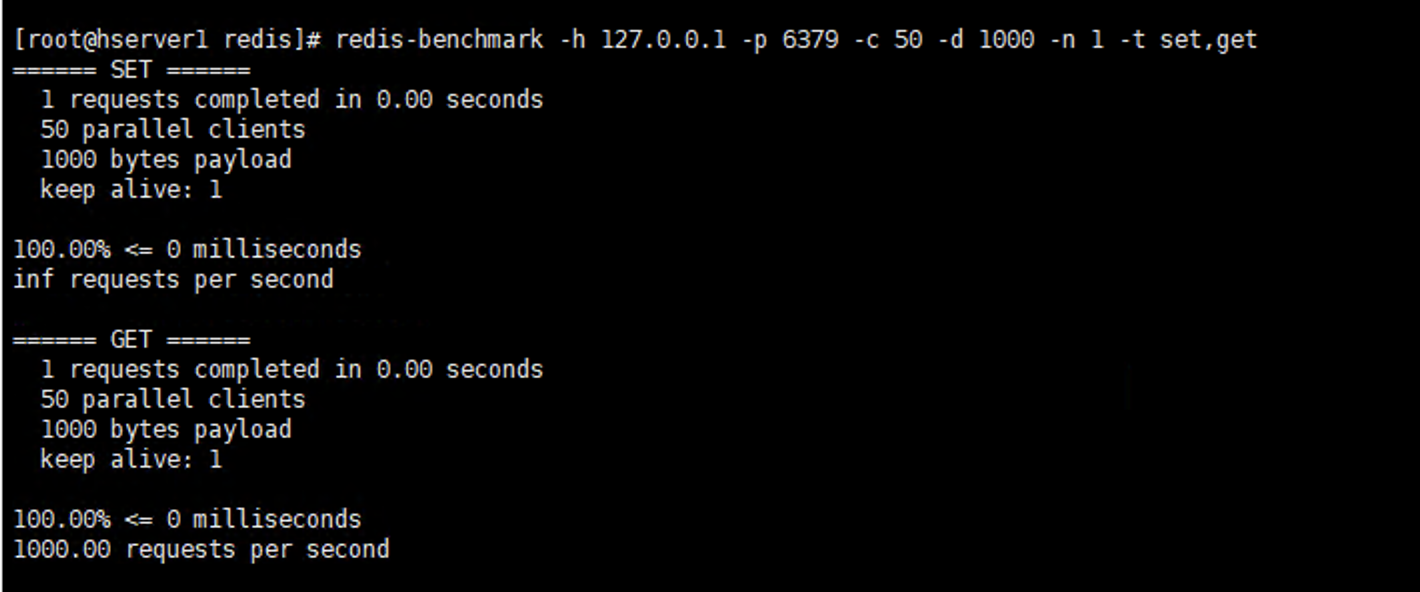 [root@hserver1 redis]# redis-benchmark -h 127.0.0.1 -p 6379 -c 50 -d 1000 -n 1 -t set,get
====== SET ======
  1 requests completed in 0.00 seconds
  50 parallel clients
  1000 bytes payload
  keep alive: 1

100.00% <= 0 milliseconds
inf requests per second

====== GET ======
  1 requests completed in 0.00 seconds
  50 parallel clients
  1000 bytes payload
  keep alive: 1

100.00% <= 0 milliseconds
1000.00 requests per second